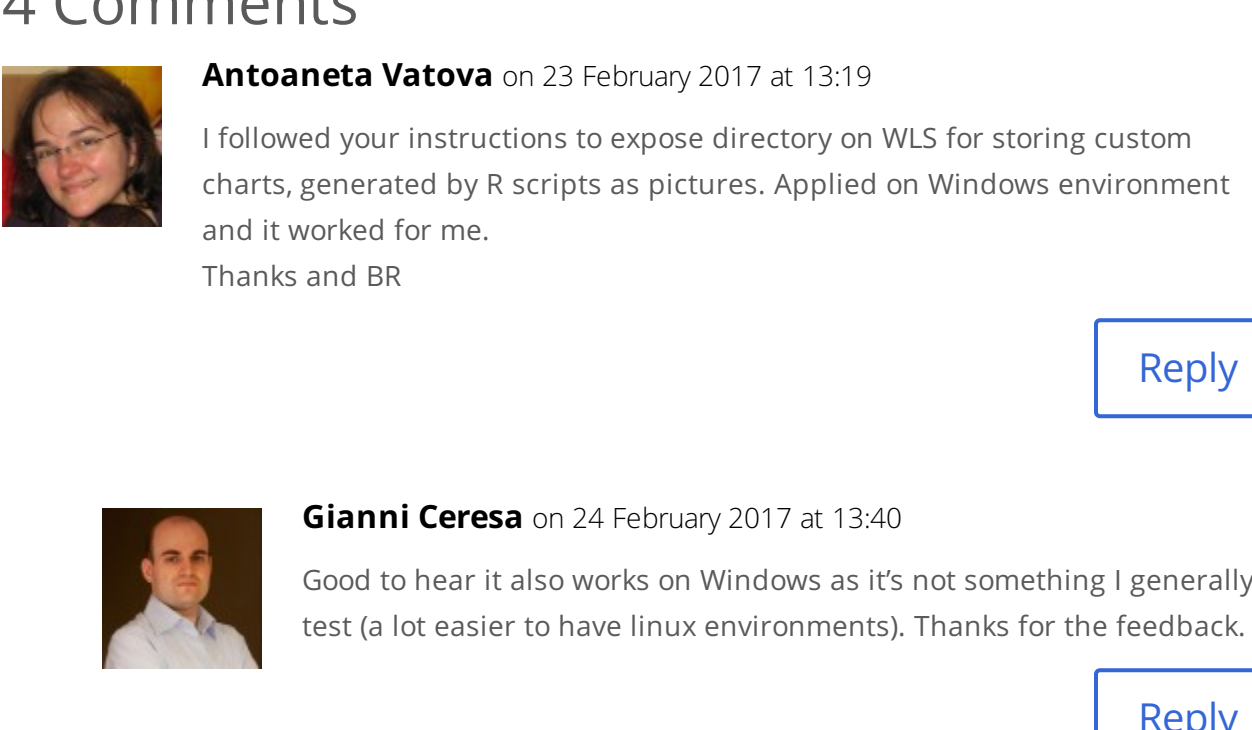 4 Comments
Antoaneta Vatova on 23 February 2017 at 13:19
I followed your instructions to expose directory on WLS for storing custom
charts, generated by R scripts as pictures. Applied on Windows environment
and it worked for me.
Thanks and BR
Reply
Gianni Ceresa on 24 February 2017 at 13:40
Good to hear it also works on Windows as it’s not something I generally
test (a lot easier to have linux environments). Thanks for the feedback.
Reply